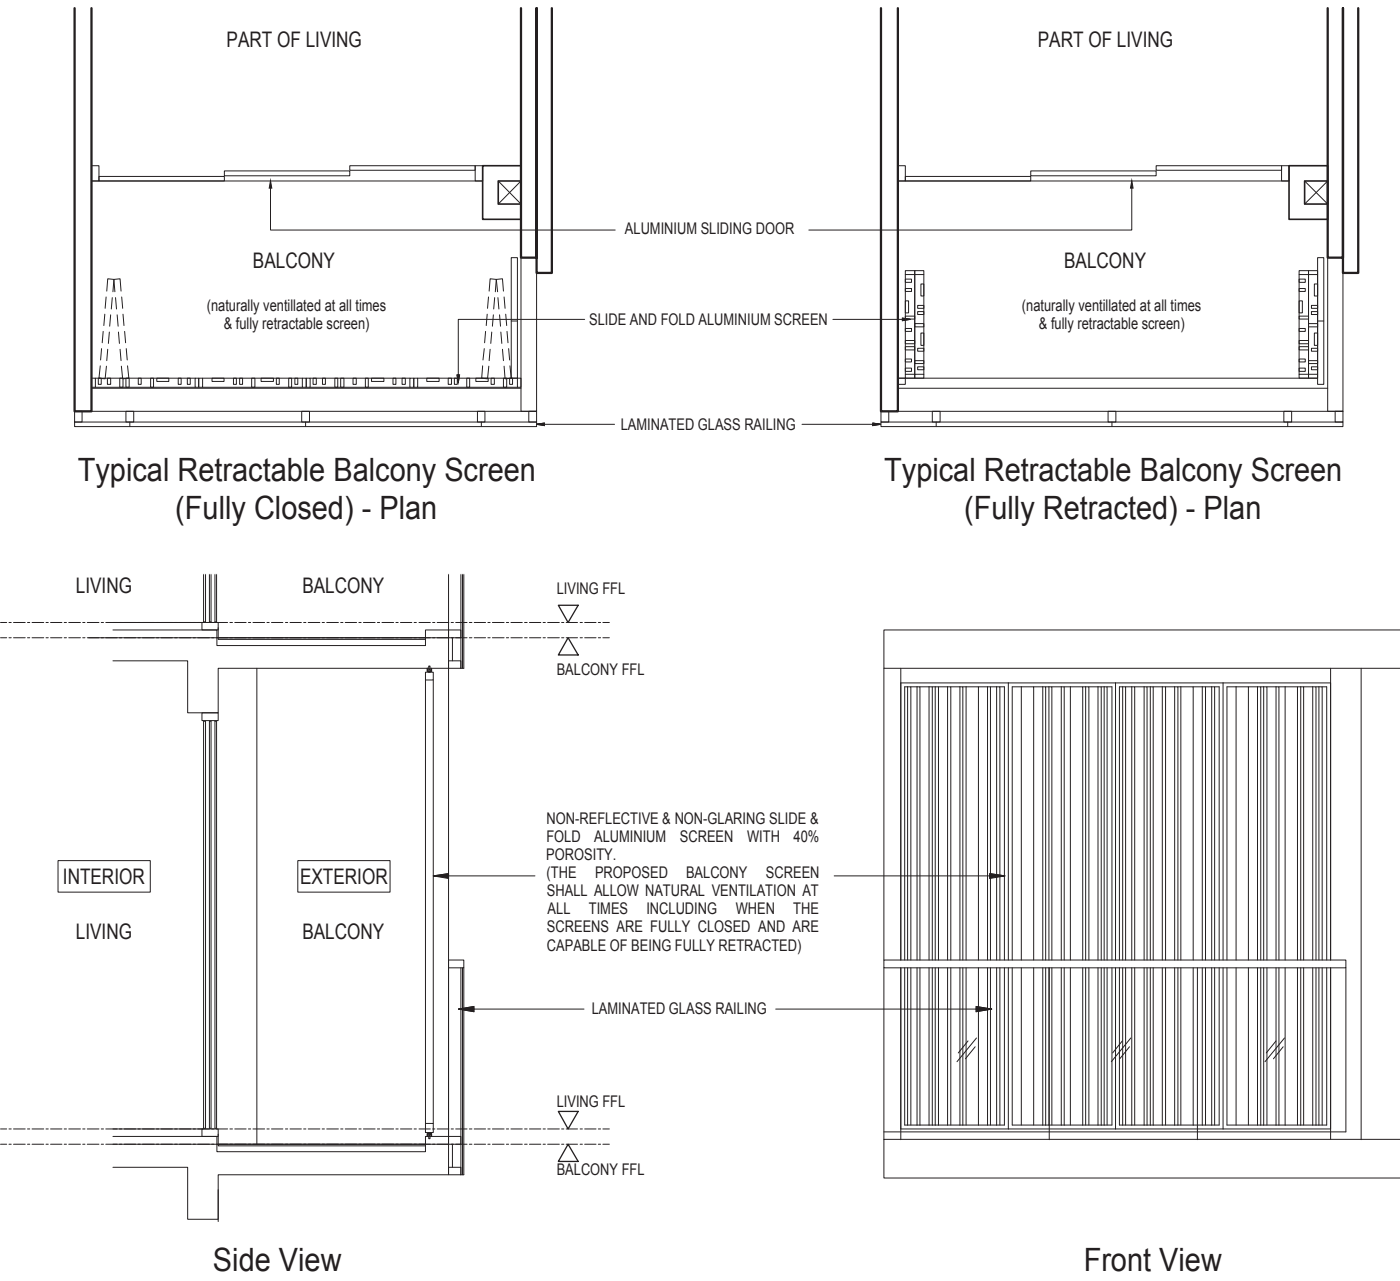 PART OF LIVING
PART OF LIVING
ALUMINIUM SLIDING DOOR
BALCONY
BALCONY
(naturally ventillated at all times
& fully retractable screen)
(naturally ventillated at all times
& fully retractable screen)
SLIDE AND FOLD ALUMINIUM SCREEN
LAMINATED GLASS RAILING
Typical Retractable Balcony Screen
(Fully Closed) - Plan
Typical Retractable Balcony Screen
(Fully Retracted) - Plan
LIVING
BALCONY
LIVING FFL
BALCONY FFL
NON-REFLECTIVE & NON-GLARING SLIDE &
FOLD ALUMINIUM SCREEN WITH 40%
POROSITY.
(THE PROPOSED BALCONY SCREEN
SHALL ALLOW NATURAL VENTILATION AT
ALL TIMES INCLUDING WHEN THE
SCREENS ARE FULLY CLOSED AND ARE
CAPABLE OF BEING FULLY RETRACTED)
INTERIOR
EXTERIOR
LIVING
BALCONY
LAMINATED GLASS RAILING
LIVING FFL
BALCONY FFL
Side View
Front View